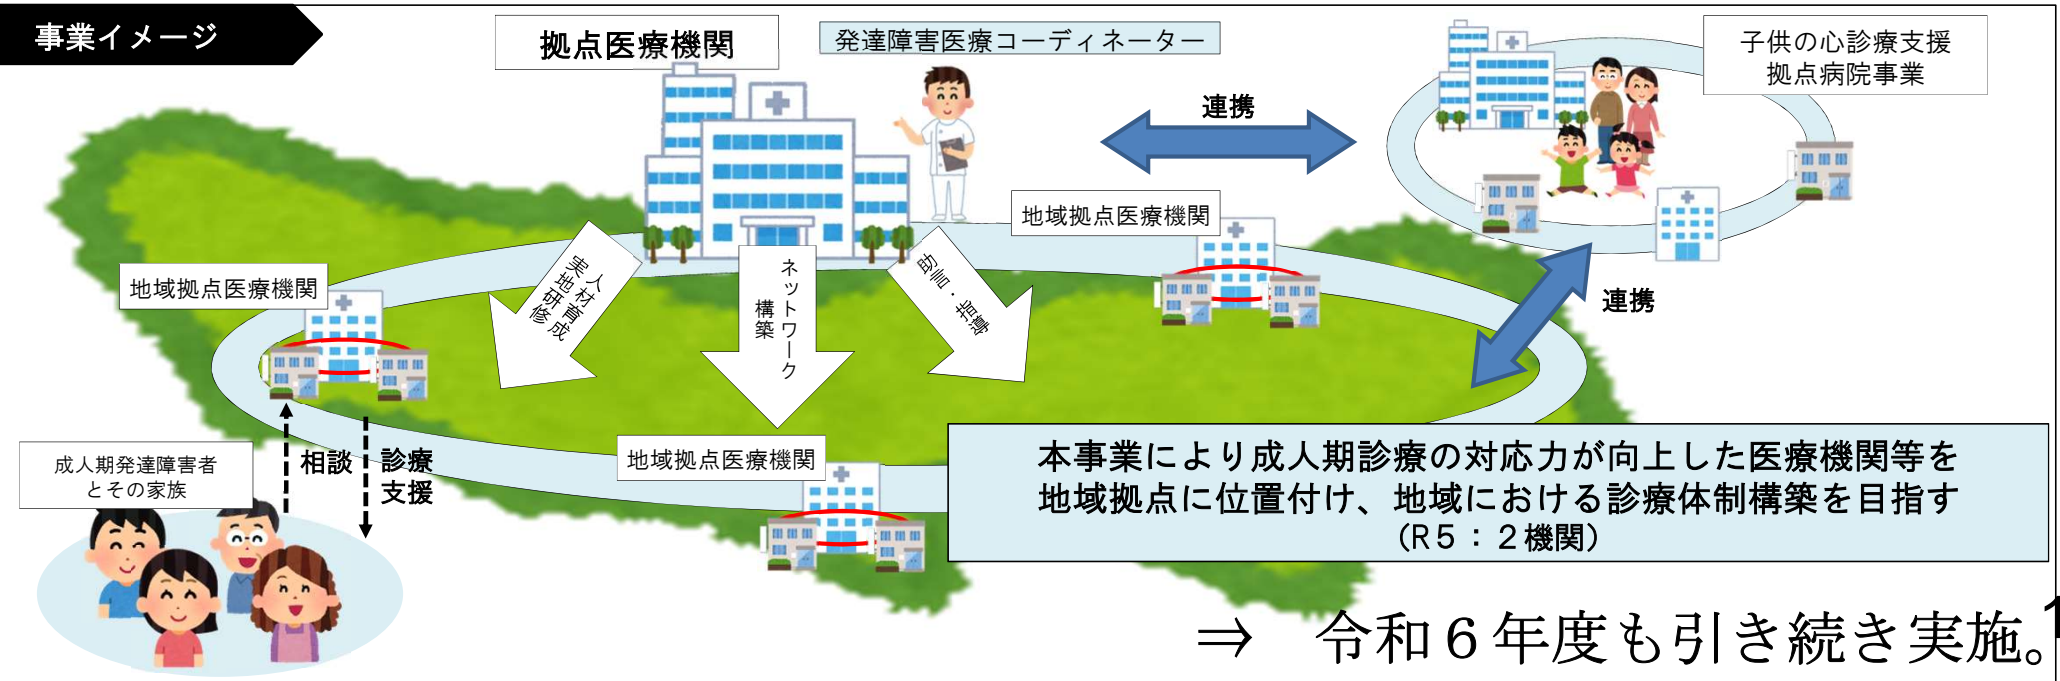 事業イメージ
拠点医療機関
発達障害医療コーディネーター
子供の心診療支援
拠点病院事業
連携
地域拠点医療機関
地域拠点医療機関
人材育成
実地研修
ネットワーク
構築
助言・指導
連携
成人期発達障害者
とその家族
相談
診療
支援
地域拠点医療機関
本事業により成人期診療の対応力が向上した医療機関等を
地域拠点に位置付け、地域における診療体制構築を目指す
(R5：2機関)
⇒　令和６年度も引き続き実施。
1